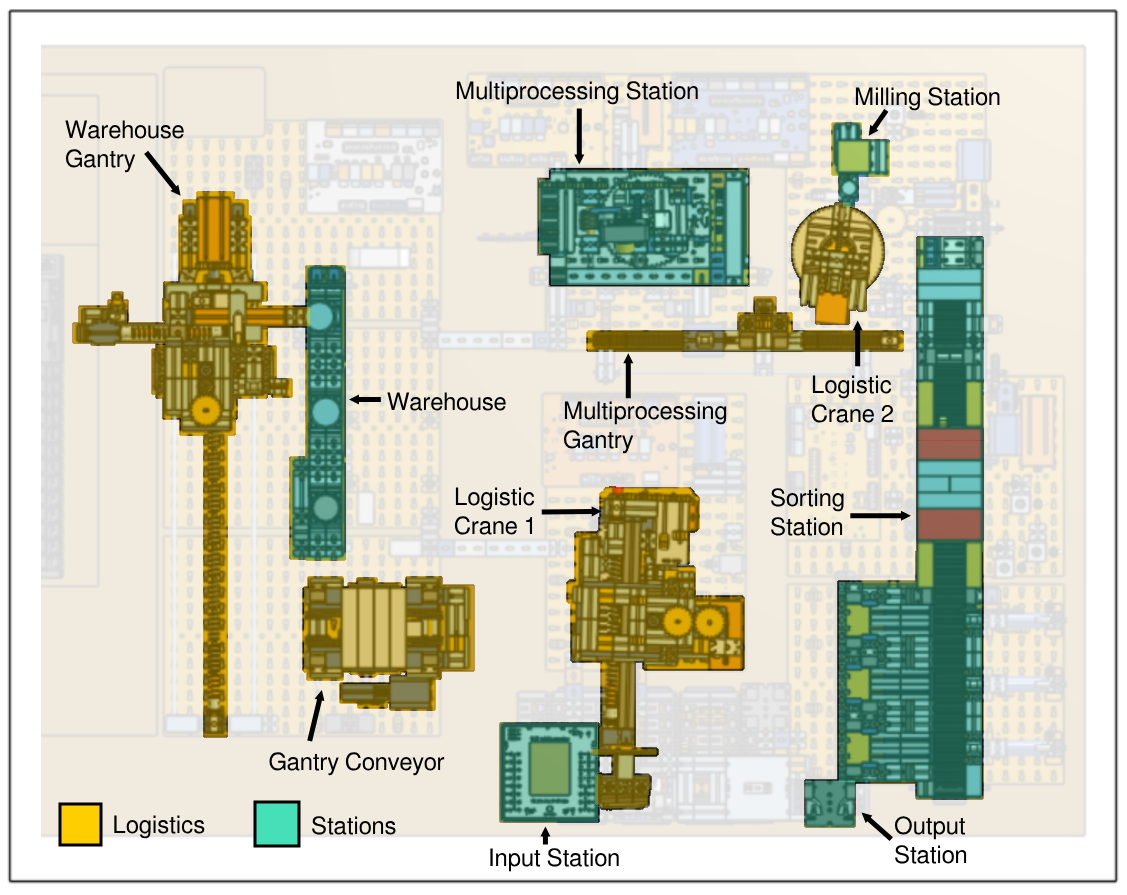 Multiprocessing Station
Milling Station
Warehouse
Gantry
Logistic
Crane 2
Warehouse
Multiprocessing
Gantry
Logistic
Crane 1
Sorting
Station
Gantry Conveyor
Logistics
Stations
Input Station
Output
Station